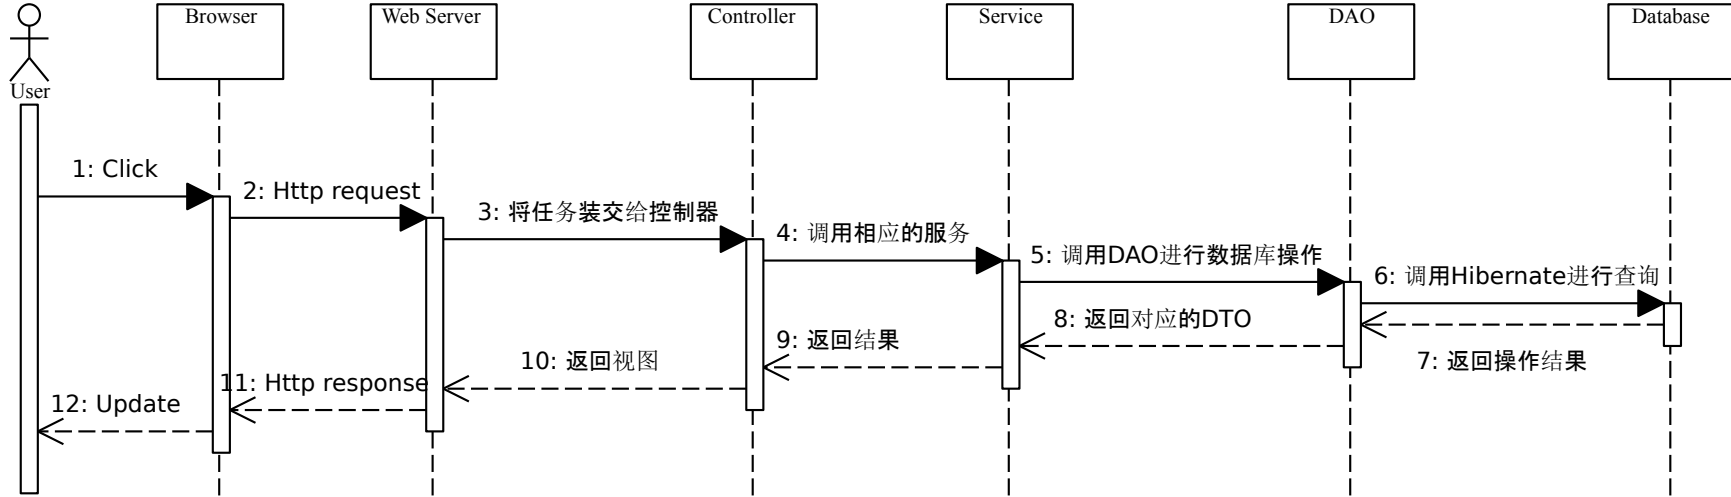 Browser
Web Server
Controller
Service
DAO
Database
User
1: Click
2: Http request
3: 将任务装交给控制器
4: 调用相应的服务
5: 调用DAO进行数据库操作
6: 调用Hibernate进行查询
7: 返回操作结果
8: 返回对应的DTO
9: 返回结果
10: 返回视图
11: Http response
12: Update